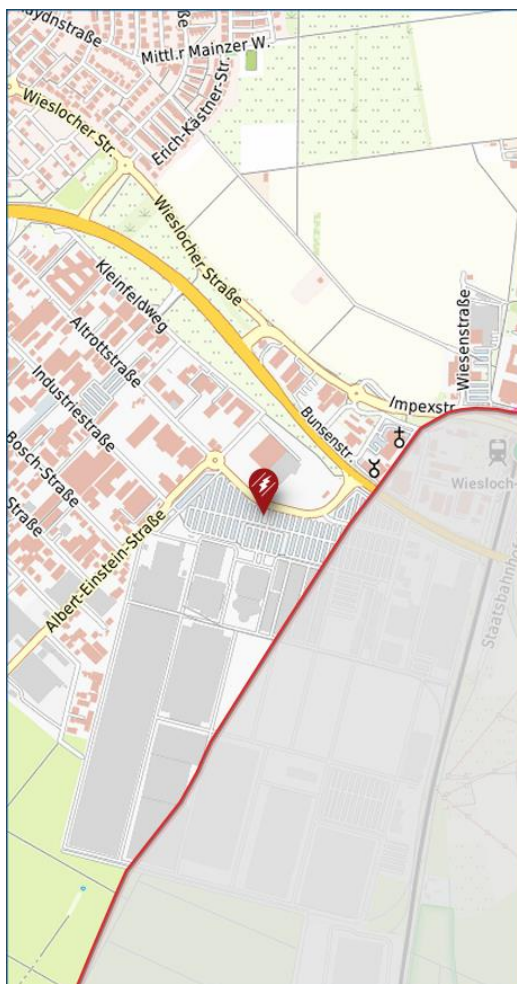 aydnstraße
Mittl.r Mainzer W.
Erich-Kästner-Str.
Wieslocher Str
Wieslocher Straße
Kleinfeldweg
Altrottstraße
Industriestraße
Bosch-Straße
Straße
Wiesenstraße
Impexstr.
Bunsenstr.
Wiesloch-
Staatsbahnhof
Albert-Einstein-Straße